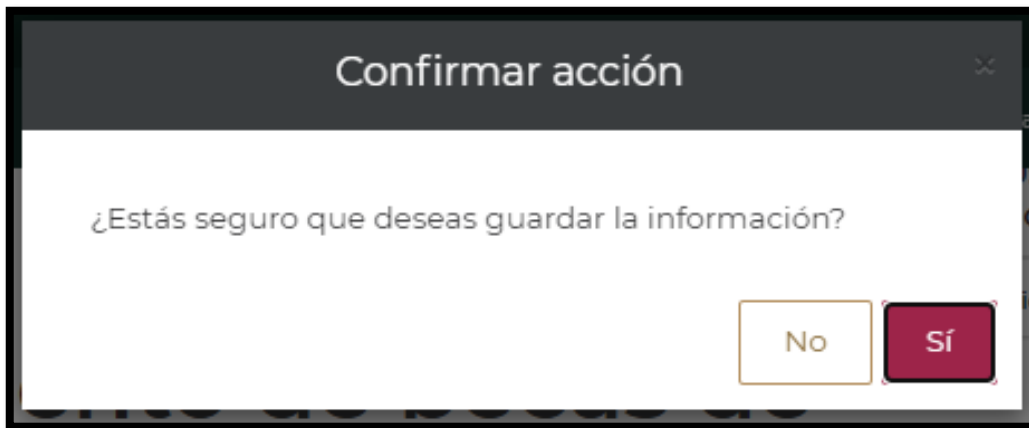 Confirmar acción
×
¿Estás seguro que deseas guardar la información?
No
Sí